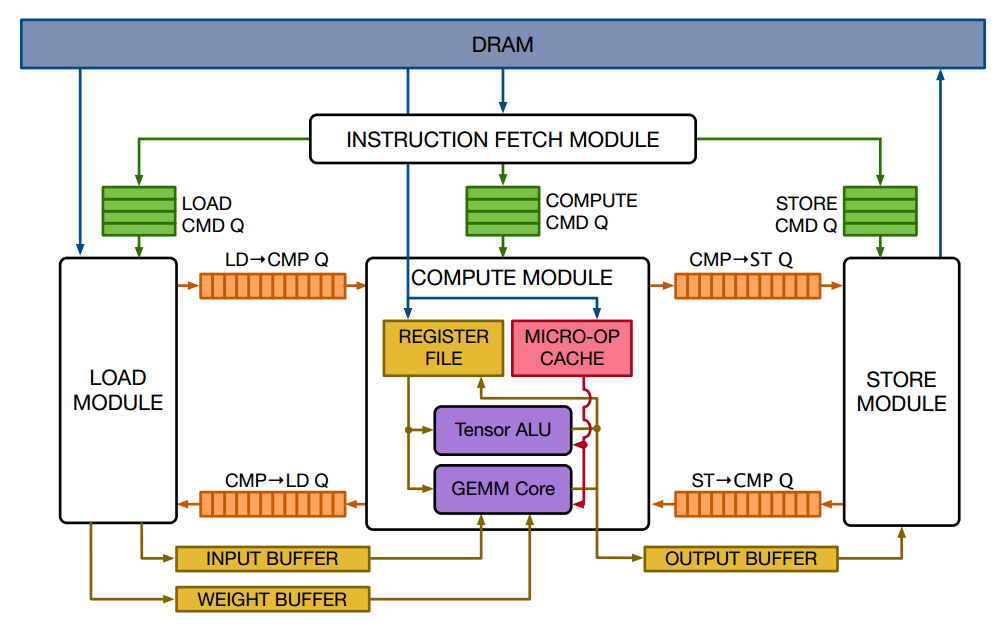 DRAM
INSTRUCTION FETCH MODULE
LOAD
CMD Q
COMPUTE
CMD Q
STORE
CMD Q
LD→CMP Q
CMP→ST Q
COMPUTE MODULE
REGISTER
FILE
MICRO-OP
CACHE
LOAD
MODULE
STORE
MODULE
Tensor ALU
GEMM Core
CMP→LD Q
ST→CMP Q
INPUT BUFFER
OUTPUT BUFFER
WEIGHT BUFFER